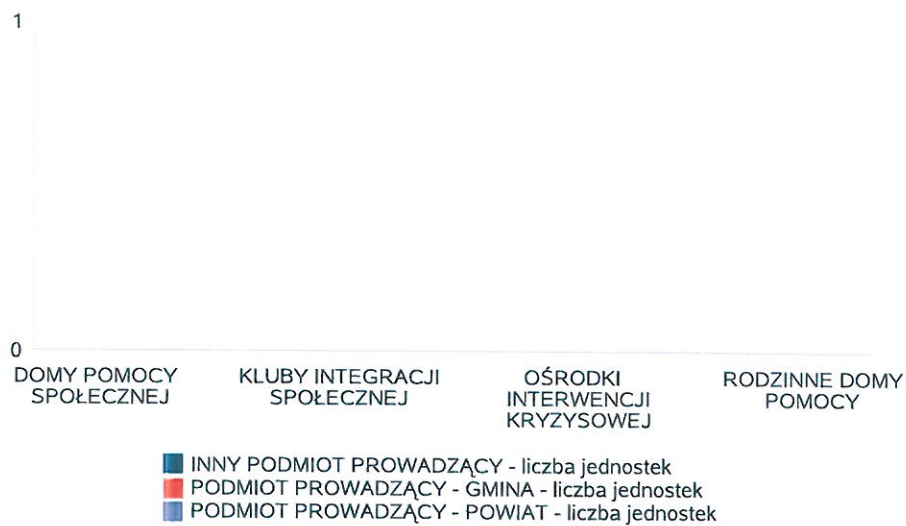 1
0
DOMY POMOCY
SPOŁECZNEJ
KLUBY INTEGRACJI
SPOŁECZNEJ
OŚRODKI
INTERWENCJI
KRYZYSOWEJ
RODZINNE DOMY
POMOCY
INNY PODMIOT PROWADZĄCY - liczba jednostek
PODMIOT PROWADZĄCY - GMINA - liczba jednostek
PODMIOT PROWADZĄCY - POWIAT - liczba jednostek